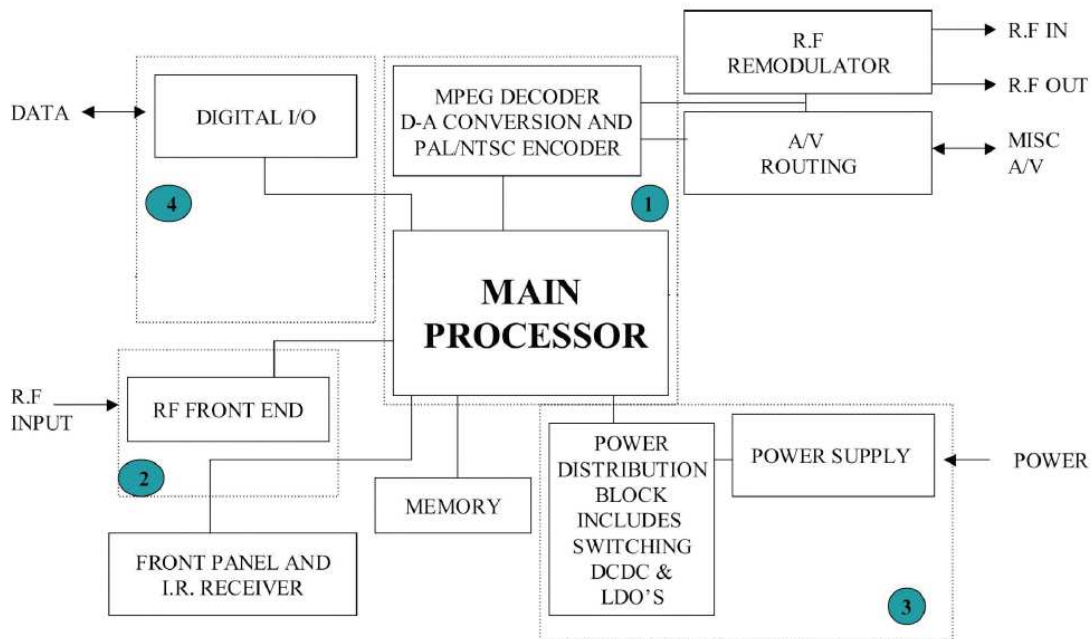 R.F
REMODULATOR
R.F IN
R.F OUT
DATA
DIGITAL I/O
MPEG DECODER
D-A CONVERSION AND
PAL/NTSC ENCODER
A/V
ROUTING
MISC
A/V
4
1
MAIN
PROCESSOR
R.F
INPUT
RF FRONT END
2
POWER
DISTRIBUTION
BLOCK
INCLUDES
SWITCHING
DCDC &
LDO'S
POWER SUPPLY
POWER
MEMORY
FRONT PANEL AND
I.R. RECEIVER
3